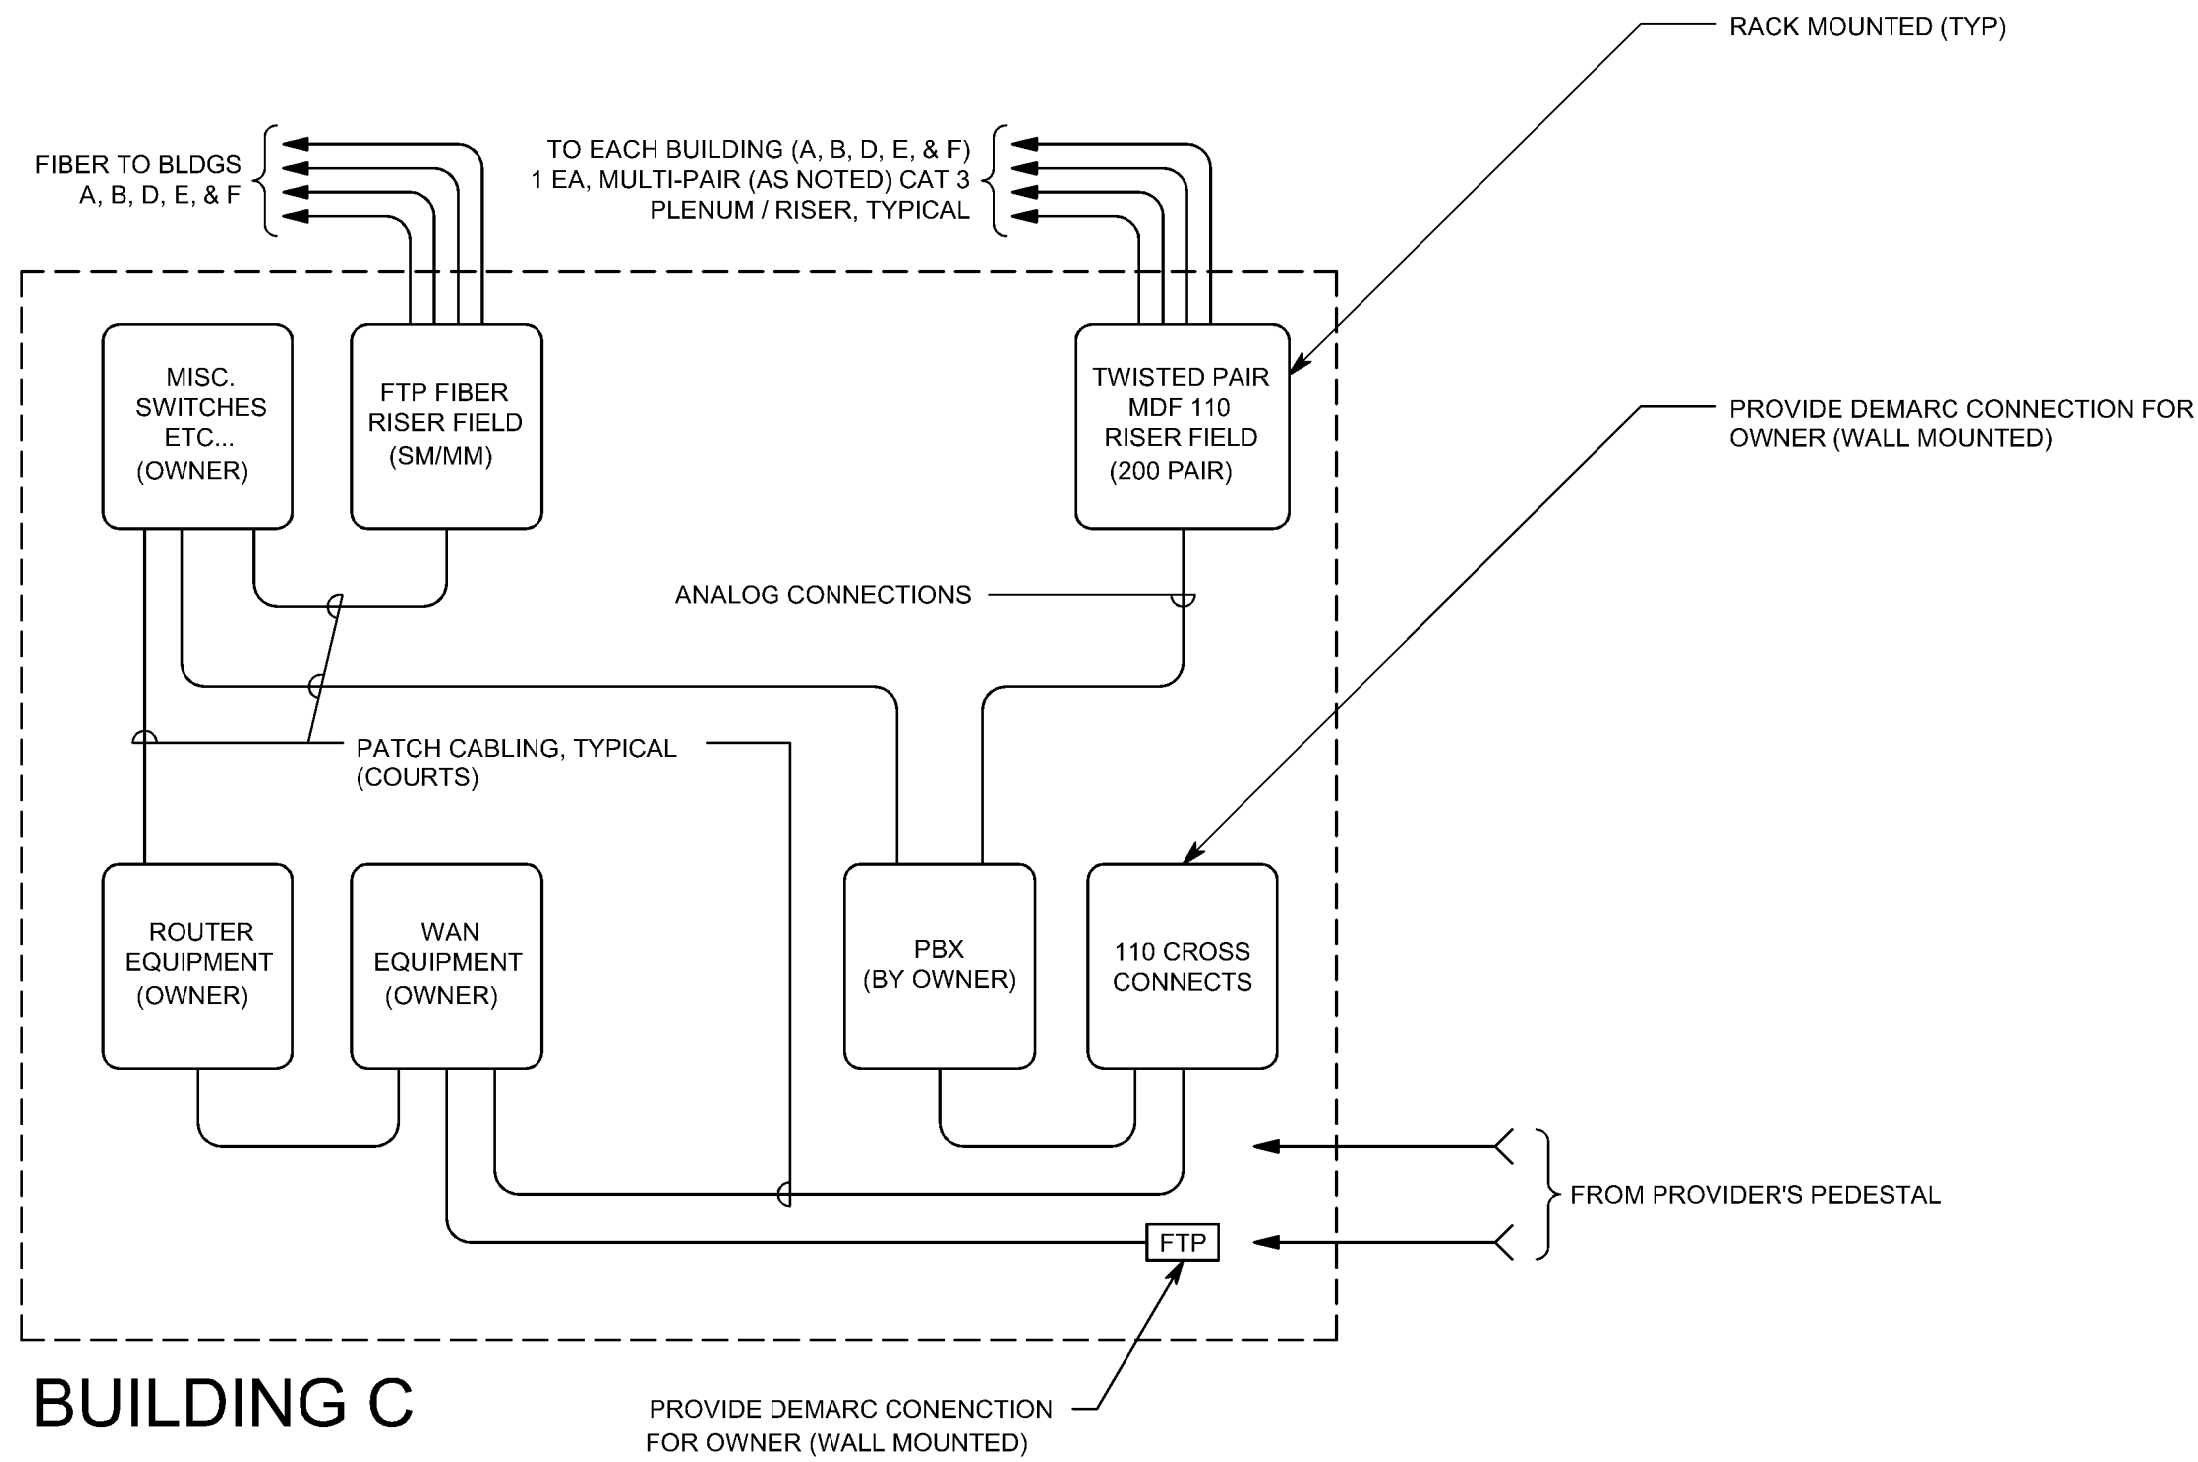 RACK MOUNTED (TYP)
FIBER TO BLDGS
A, B, D, E, & F
TO EACH BUILDING (A, B, D, E, & F)
1 EA, MULTI-PAIR (AS NOTED) CAT 3
PLENUM / RISER, TYPICAL
MISC.
SWITCHES
ETC...
(OWNER)
FTP FIBER
RISER FIELD
(SM/MM)
TWISTED PAIR
MDF 110
RISER FIELD
(200 PAIR)
PROVIDE DEMARC CONNECTION FOR
OWNER (WALL MOUNTED)
ANALOG CONNECTIONS
PATCH CABLING, TYPICAL
(COURTS)
ROUTER
EQUIPMENT
(OWNER)
WAN
EQUIPMENT
(OWNER)
PBX
(BY OWNER)
110 CROSS
CONNECTS
FROM PROVIDER'S PEDESTAL
FTP
BUILDING C
PROVIDE DEMARC CONENCTION
FOR OWNER (WALL MOUNTED)